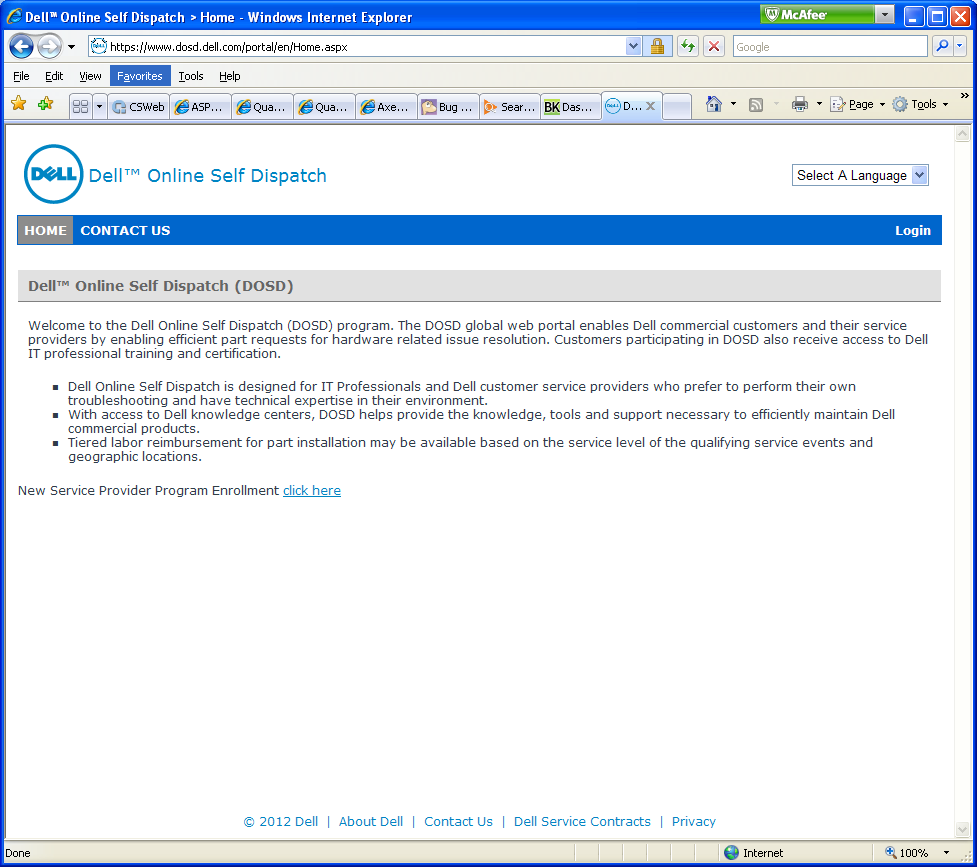 Dell™ Online Self Dispatch > Home - Windows Internet Explorer
McAfee
https://www.dosd.dell.com/portal/en/Home.aspx
Google
File Edit View Favorites Tools Help
CSWeb ASP... Qua... Qua... Axe... Bug ... Sear... BK Das... D...
Page Tools »
DELL Dell™ Online Self Dispatch
Select A Language
HOME CONTACT US Login
Dell™ Online Self Dispatch (DOSD)
Welcome to the Dell Online Self Dispatch (DOSD) program. The DOSD global web portal enables Dell commercial customers and their service
providers by enabling efficient part requests for hardware related issue resolution. Customers participating in DOSD also receive access to Dell
IT professional training and certification.
▪ Dell Online Self Dispatch is designed for IT Professionals and Dell customer service providers who prefer to perform their own
troubleshooting and have technical expertise in their environment.
▪ With access to Dell knowledge centers, DOSD helps provide the knowledge, tools and support necessary to efficiently maintain Dell
commercial products.
▪ Tiered labor reimbursement for part installation may be available based on the service level of the qualifying service events and
geographic locations.
New Service Provider Program Enrollment click here
© 2012 Dell | About Dell | Contact Us | Dell Service Contracts | Privacy
Done Internet 100%